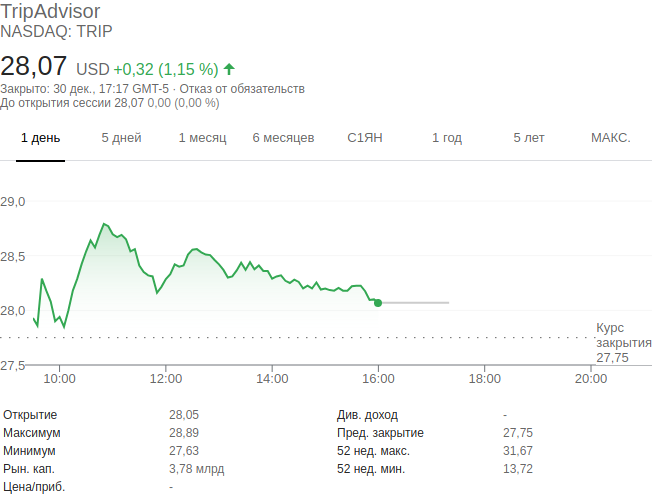 TripAdvisor
NASDAQ: TRIP
28,07 USD +0,32 (1,15 %)
Закрыто: 30 дек., 17:17 GMT-5 · Отказ от обязательств
До открытия сессии 28,07 0,00 (0,00 %)
1 день 5 дней 1 месяц 6 месяцев С1ЯН 1 год 5 лет МАКС.
29,0
28,5
28,0
27,5
Курс
закрытия
27,75
10:00 12:00 14:00 16:00 18:00 20:00
Открытие 28,05 Див. доход -
Максимум 28,89 Пред. закрытие 27,75
Минимум 27,63 52 нед. макс. 31,67
Рын. кап. 3,78 млрд 52 нед. мин. 13,72
Цена/приб. -